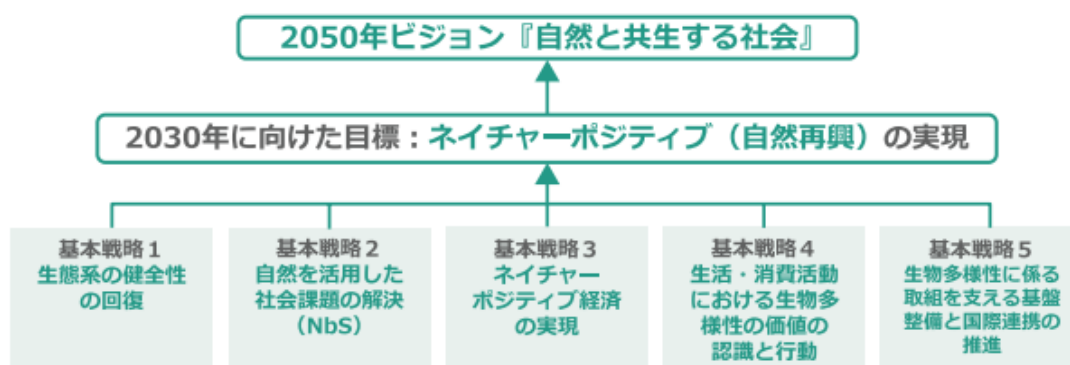 2050年ビジョン『自然と共生する社会』
2030年に向けた目標：ネイチャーポジティブ（自然再興）の実現
基本戦略１
生態系の健全性
の回復
基本戦略２
自然を活用した
社会課題の解決
（NbS）
基本戦略３
ネイチャー
ポジティブ経済
の実現
基本戦略４
生活・消費活動
における生物多
様性の価値の
認識と行動
基本戦略５
生物多様性に係る
取組を支える基盤
整備と国際連携の
推進